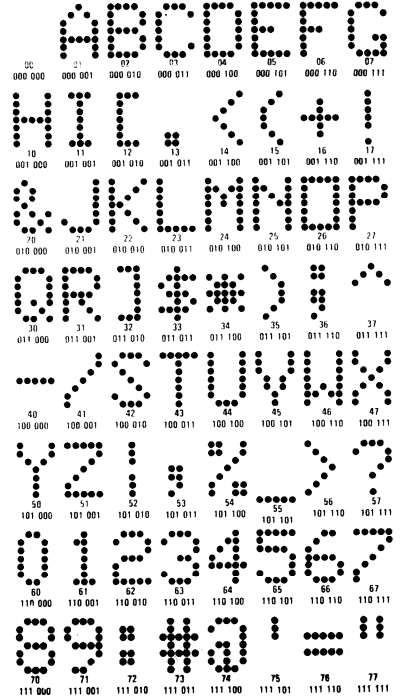 A B C D E F G
00 01 02 03 04 05 06 07
000 000 000 001 000 010 000 011 000 100 000 101 000 110 000 111
H I [ . < ( + !
10 11 12 13 14 15 16 17
001 000 001 001 001 010 001 011 001 100 001 101 001 110 001 111
& J K L M N O P
20 21 22 23 24 25 26 27
010 000 010 001 010 010 010 011 010 100 010 101 010 110 010 111
Q R ] $ * ) ; ^
30 31 32 33 34 35 36 37
011 000 011 001 011 010 011 011 011 100 011 101 011 110 011 111
- / S T U V W X
40 41 42 43 44 45 46 47
100 000 100 001 100 010 100 011 100 100 100 101 100 110 100 111
Y Z ¦ , % _ > ?
50 51 52 53 54 55 56 57
101 000 101 001 101 010 101 011 101 100 101 101 101 110 101 111
0 1 2 3 4 5 6 7
60 61 62 63 64 65 66 67
110 000 110 001 110 010 110 011 110 100 110 101 110 110 110 111
8 9 : # @ ' = "
70 71 72 73 74 75 76 77
111 000 111 001 111 010 111 011 111 100 111 101 111 110 111 111